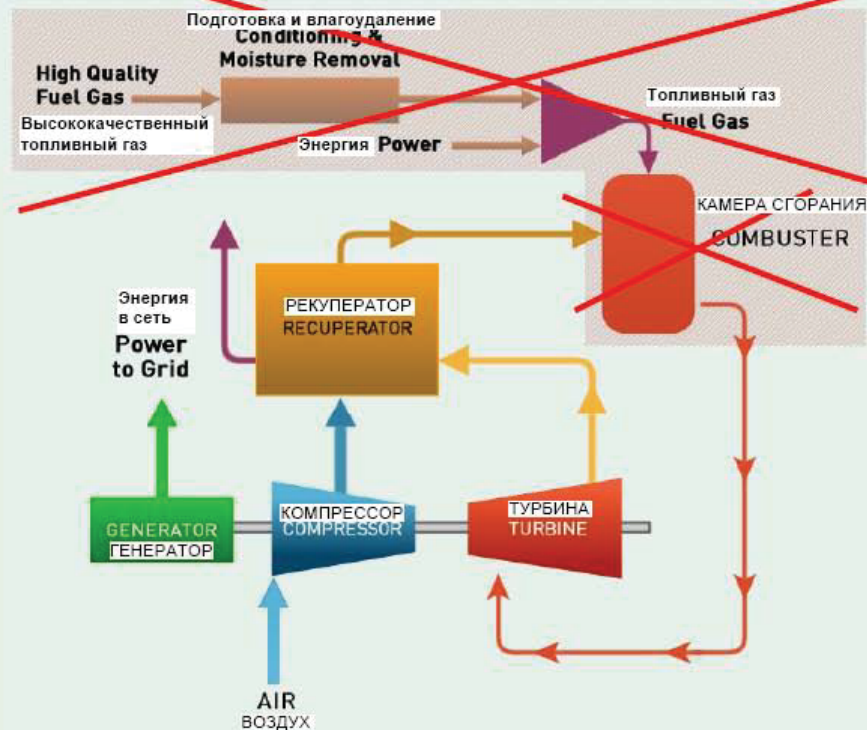 Подготовка и влагоудаление
Conditioning &
Moisture Removal
High Quality
Fuel Gas
Высококачественный
топливный газ
Энергия Power
Топливный газ
Fuel Gas
КАМЕРА СГОРАНИЯ
COMBUSTER
Энергия
в сеть
Power
to Grid
РЕКУПЕРАТОР
RECUPERATOR
GENERATOR
ГЕНЕРАТОР
КОМПРЕССОР
COMPRESSOR
ТУРБИНА
TURBINE
AIR
ВОЗДУХ